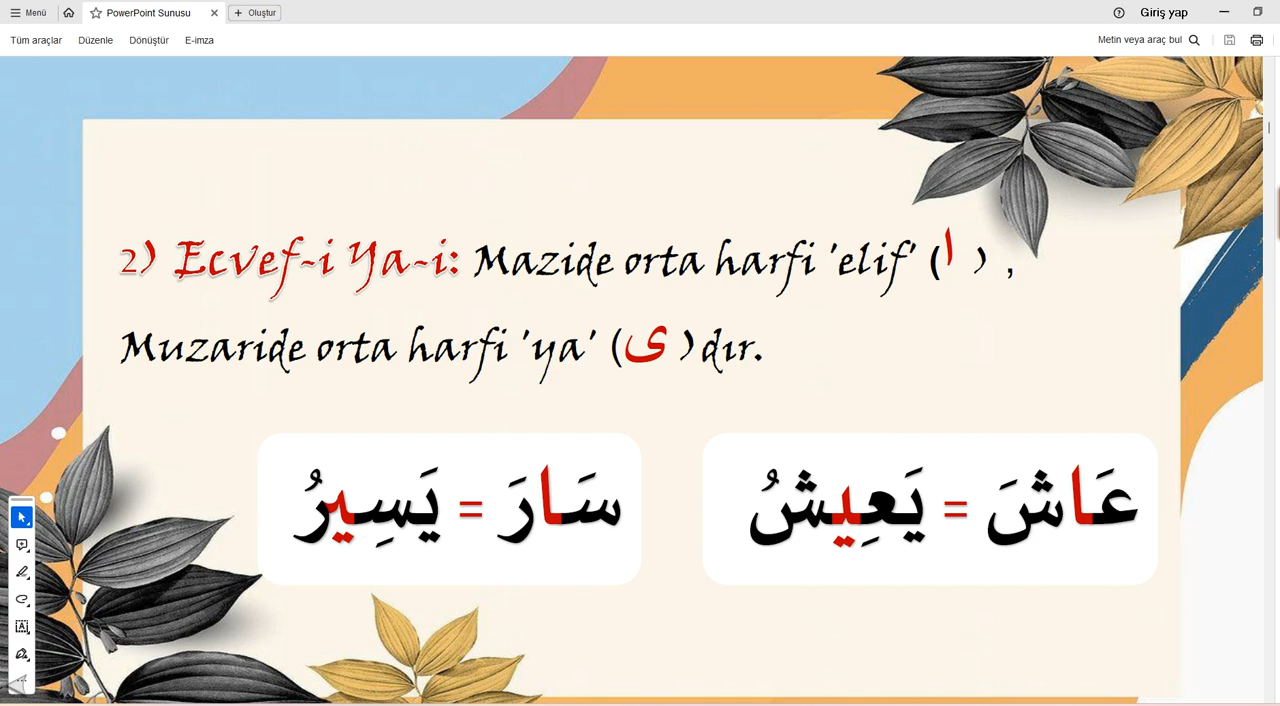 Menü
PowerPoint Sunusu
Oluştur
Giriş yap
Tüm araçlar Düzenle Dönüştür E-imza
Metin veya araç bul
2) Ecvef-i Ya-i: Mazide orta harfi 'elif' ( ا ) ,
Muzaride orta harfi 'ya' ( ى )dır.
عَاشَ = يَعِيشُ
سَارَ = يَسِيرُ